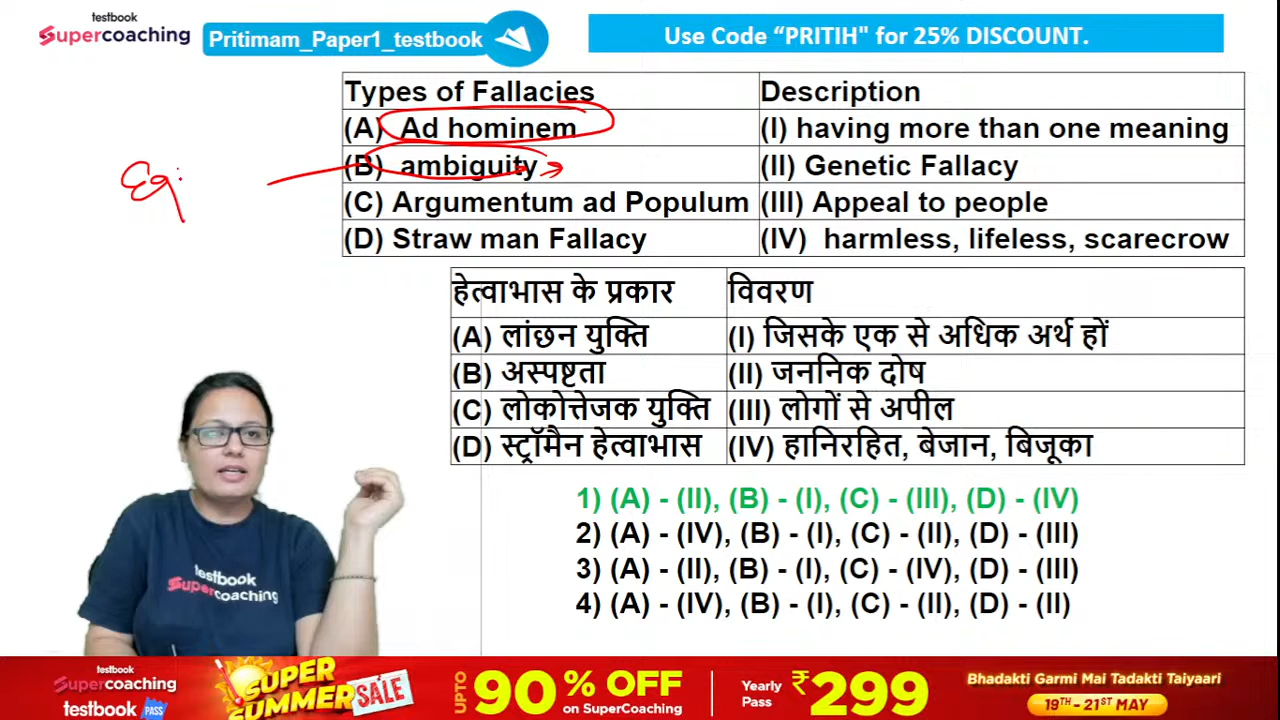 testbook
Supercoaching
Pritimam_Paper1_testbook
Use Code “PRITIH" for 25% DISCOUNT.
Types of Fallacies Description
(A) Ad hominem (I) having more than one meaning
(B) ambiguity (II) Genetic Fallacy
(C) Argumentum ad Populum (III) Appeal to people
(D) Straw man Fallacy (IV) harmless, lifeless, scarecrow
Eg:
हेत्वाभास के प्रकार विवरण
(A) लांछन युक्ति (I) जिसके एक से अधिक अर्थ हों
(B) अस्पष्टता (II) जननिक दोष
(C) लोकोत्तेजक युक्ति (III) लोगों से अपील
(D) स्ट्रॉमैन हेत्वाभास (IV) हानिरहित, बेजान, बिजूका
1) (A) - (II), (B) - (I), (C) - (III), (D) - (IV)
2) (A) - (IV), (B) - (I), (C) - (II), (D) - (III)
3) (A) - (II), (B) - (I), (C) - (IV), (D) - (III)
4) (A) - (IV), (B) - (I), (C) - (II), (D) - (II)
testbook
Supercoaching
testbook
Supercoaching
testbook PASS
SUPER
SUMMER SALE
UPTO 90% OFF
on SuperCoaching
Yearly
Pass
₹299
Bhadakti Garmi Mai Tadakti Taiyaari
19TH - 21ST MAY